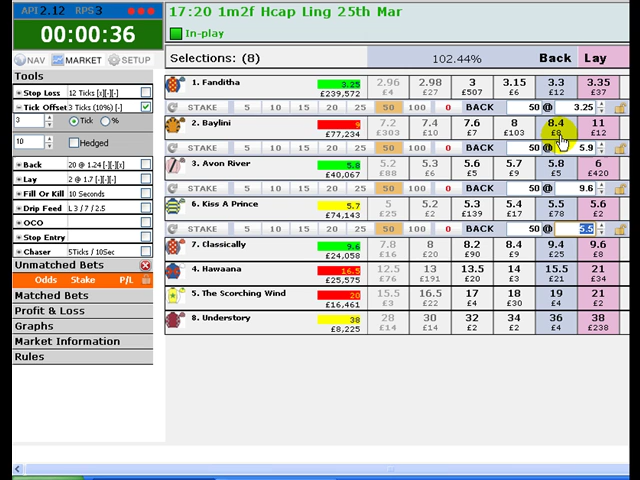 API 2.12 RPS 3
00:00:36
NAV MARKET SETUP
17:20 1m2f Hcap Ling 25th Mar
In-play
Selections: (8) 102.44% Back Lay
Tools
Stop Loss 12 Ticks [x][-][-]
Tick Offset 3 Ticks (10%) [-]
3 Tick %
10 Hedged
Back 20 @ 1.24 [-][-][x]
Lay 2 @ 1.7 [-][-][-]
Fill Or Kill 10 Seconds
Drip Feed L 3 / 7 / 2.5
OCO
Stop Entry
Chaser 5Ticks / 10Sec
Unmatched Bets
Odds Stake P/L
Matched Bets
Profit & Loss
Graphs
Market Information
Rules
1. Fanditha 3.25 2.96 2.98 3 3.15 3.3 3.35
£239,572 £4 £27 £507 £6 £12 £37
STAKE 5 10 15 20 25 50 100 0 BACK 50 @ 3.25
2. Baylini 9 7.2 7.4 7.6 8 8.4 11
£77,234 £303 £10 £7 £103 £8 £12
STAKE 5 10 15 20 25 50 100 0 BACK 50 @ 5.9
3. Avon River 5.8 5.2 5.3 5.6 5.7 5.8 6
£40,067 £88 £6 £5 £9 £5 £420
STAKE 5 10 15 20 25 50 100 0 BACK 50 @ 9.6
6. Kiss A Prince 5.7 5 5.2 5.3 5.4 5.5 5.6
£74,143 £25 £2 £139 £17 £78 £2
STAKE 5 10 15 20 25 50 100 0 BACK 50 @ 5.5
7. Classically 9.6 7.8 8 8.2 8.4 9.4 9.6
£24,058 £16 £20 £90 £9 £25 £8
4. Hawaana 16.5 12.5 13 13.5 14 15.5 21
£25,575 £76 £191 £20 £3 £21 £34
5. The Scorching Wind 20 15.5 16.5 17 18 19 21
£16,461 £22 £2 £4 £30 £4 £2
8. Understory 38 28 30 32 34 36 38
£8,225 £14 £14 £2 £2 £4 £238